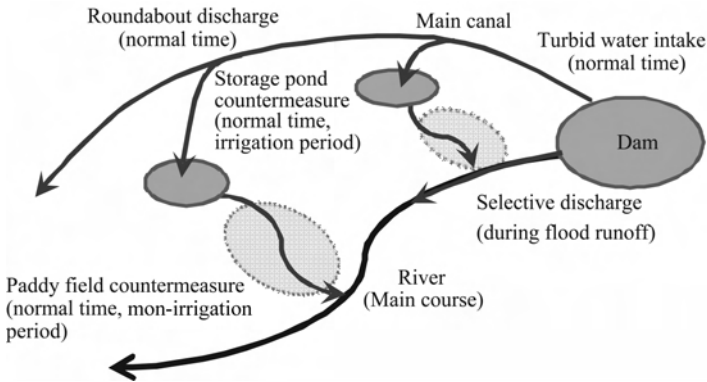 Roundabout discharge
(normal time)
Main canal
Turbid water intake
(normal time)
Storage pond
countermeasure
(normal time,
irrigation period)
Dam
Selective discharge
(during flood runoff)
River
(Main course)
Paddy field countermeasure
(normal time, mon-irrigation
period)